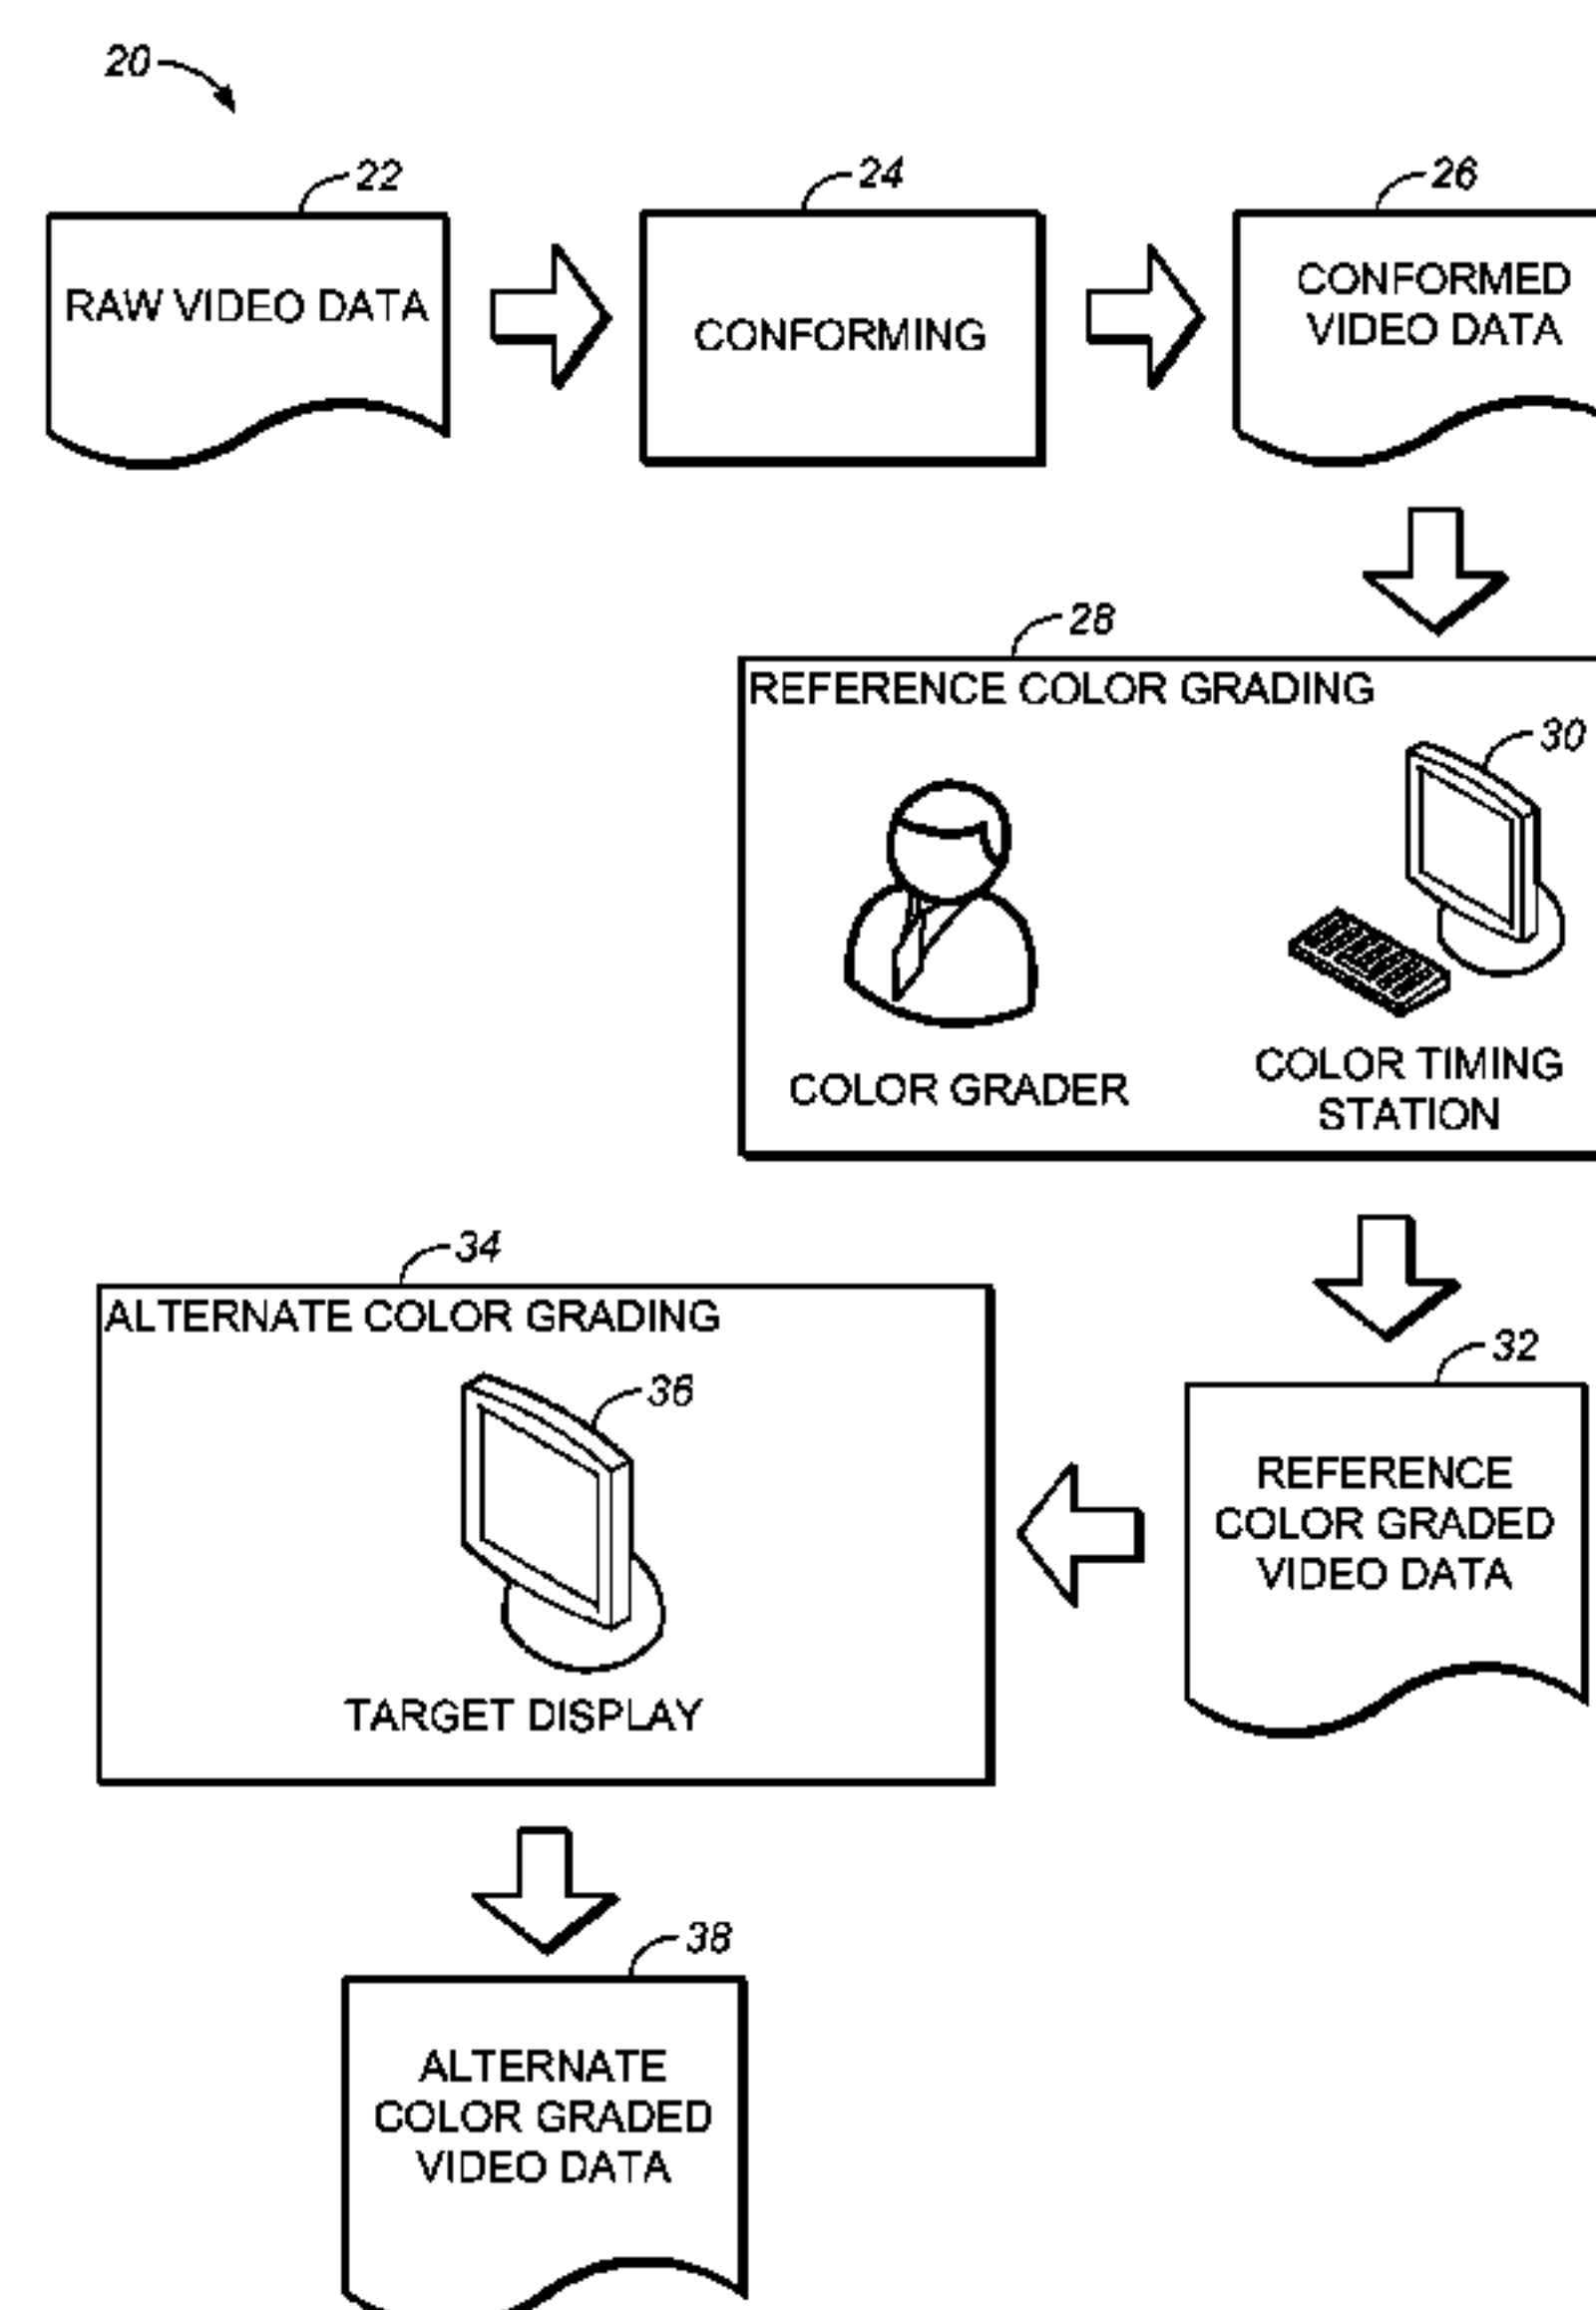 20
22
24
26
RAW VIDEO DATA
CONFORMING
CONFORMED
VIDEO DATA
28
REFERENCE COLOR GRADING
30
COLOR GRADER
COLOR TIMING
STATION
34
ALTERNATE COLOR GRADING
36
TARGET DISPLAY
32
REFERENCE
COLOR GRADED
VIDEO DATA
38
ALTERNATE
COLOR GRADED
VIDEO DATA